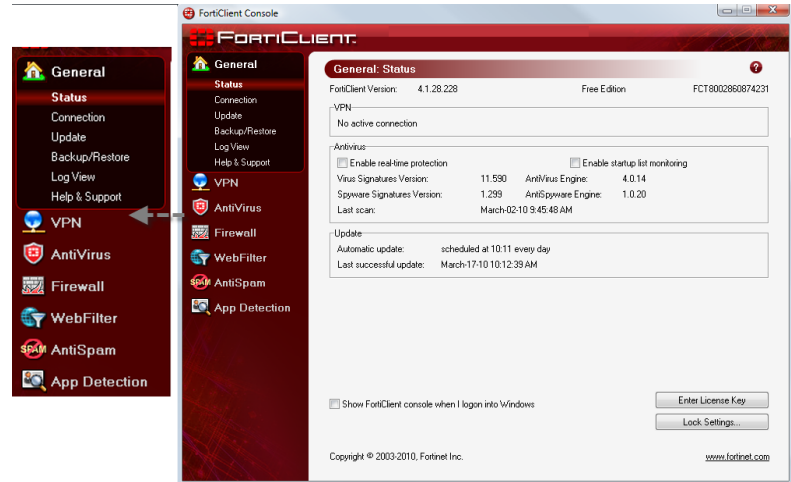 General
Status
Connection
Update
Backup/Restore
Log View
Help & Support
VPN
AntiVirus
Firewall
WebFilter
SPAM AntiSpam
App Detection
FortiClient Console
FORTICLIENT
General
Status
Connection
Update
Backup/Restore
Log View
Help & Support
VPN
AntiVirus
Firewall
WebFilter
SPAM AntiSpam
App Detection
General: Status ?
FortiClient Version: 4.1.28.228 Free Edition FCT8002860874231
VPN
No active connection
Antivirus
Enable real-time protection Enable startup list monitoring
Virus Signatures Version: 11.590 AntiVirus Engine: 4.0.14
Spyware Signatures Version: 1.299 AntiSpyware Engine: 1.0.20
Last scan: March-02-10 9:45:48 AM
Update
Automatic update: scheduled at 10:11 every day
Last successful update: March-17-10 10:12:39 AM
Show FortiClient console when I logon into Windows
Enter License Key
Lock Settings...
Copyright © 2003-2010, Fortinet Inc. www.fortinet.com